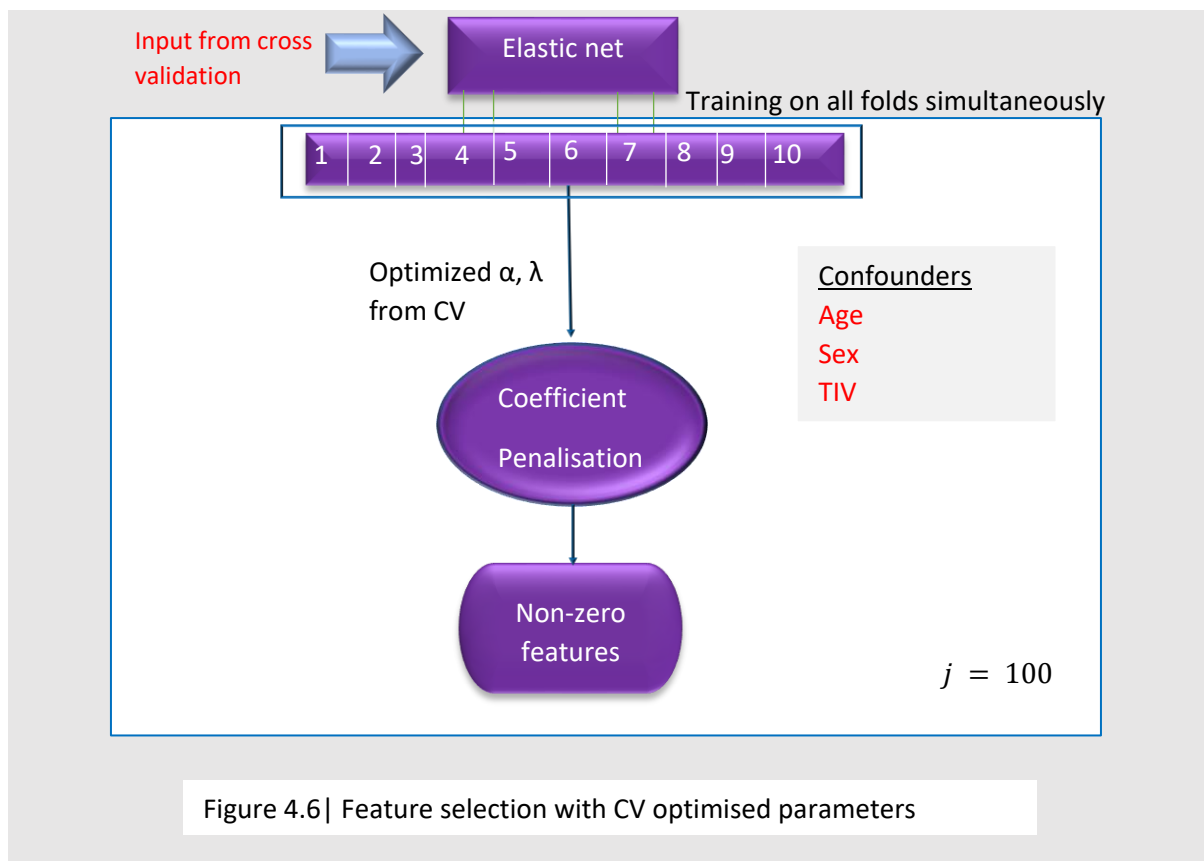 Input from cross
validation
Elastic net
Training on all folds simultaneously
1 2 3 4 5 6 7 8 9 10
Optimized α, λ
from CV
Confounders
Age
Sex
TIV
Coefficient
Penalisation
Non-zero
features
j = 100
Figure 4.6| Feature selection with CV optimised parameters